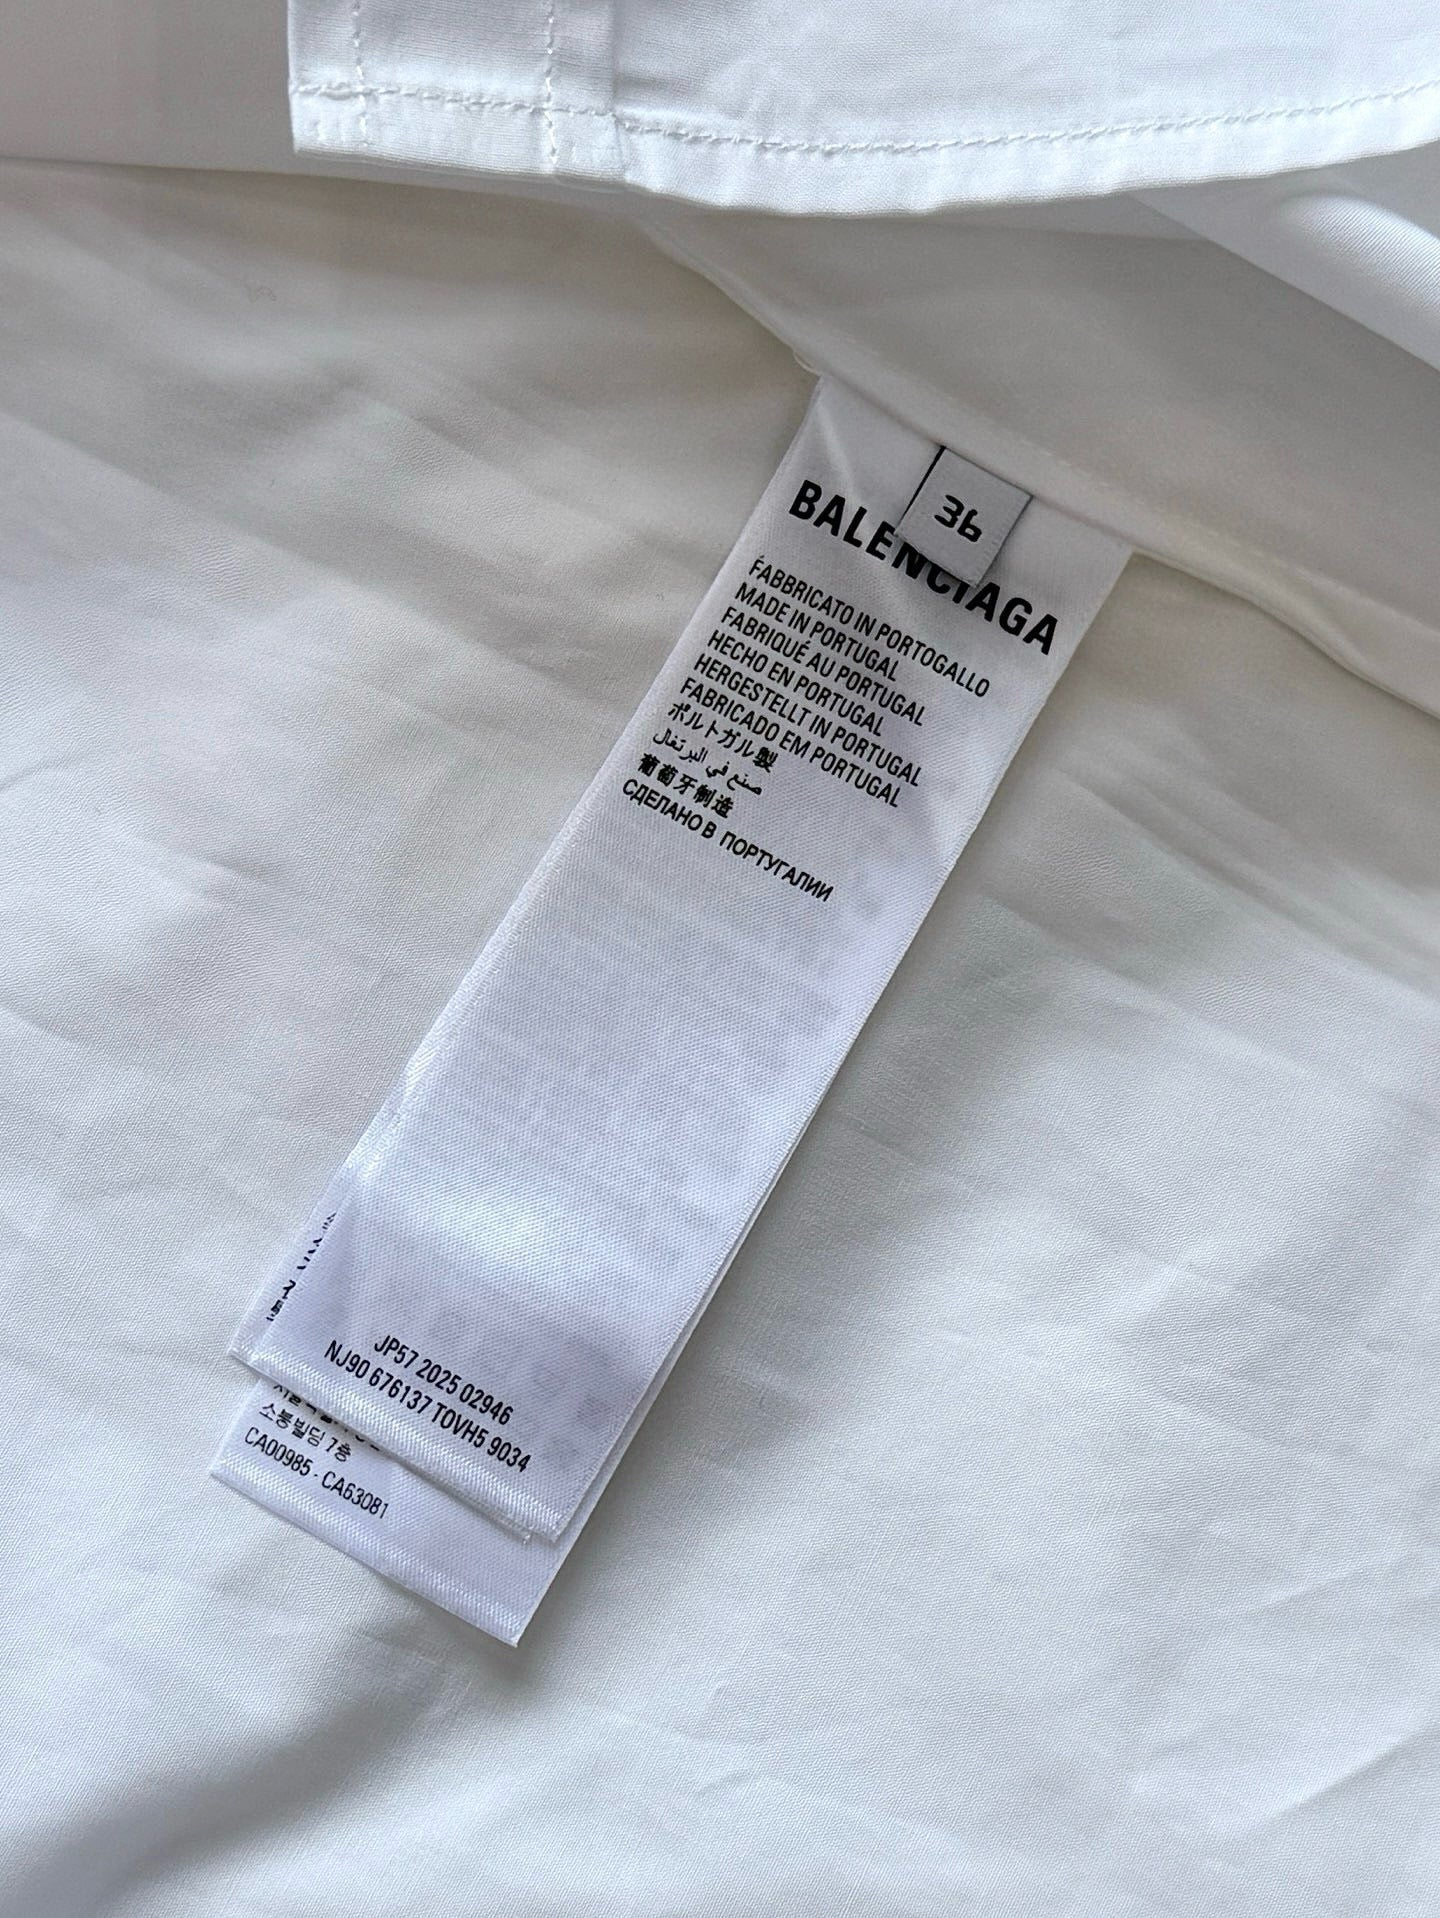 36
BALENCIAGA
FABBRICATO IN PORTOGALLO
MADE IN PORTUGAL
FABRIQUÉ AU PORTUGAL
HECHO EN PORTUGAL
HERGESTELLT IN PORTUGAL
FABRICADO EM PORTUGAL
ポルトガル製
صنع في البرتغال
葡萄牙制造
СДЕЛАНО В ПОРТУГАЛИИ
JP57 2025 02946
NJ90 676137 TOVH5 9034
소봉빌딩 7층
CA00985 - CA63081